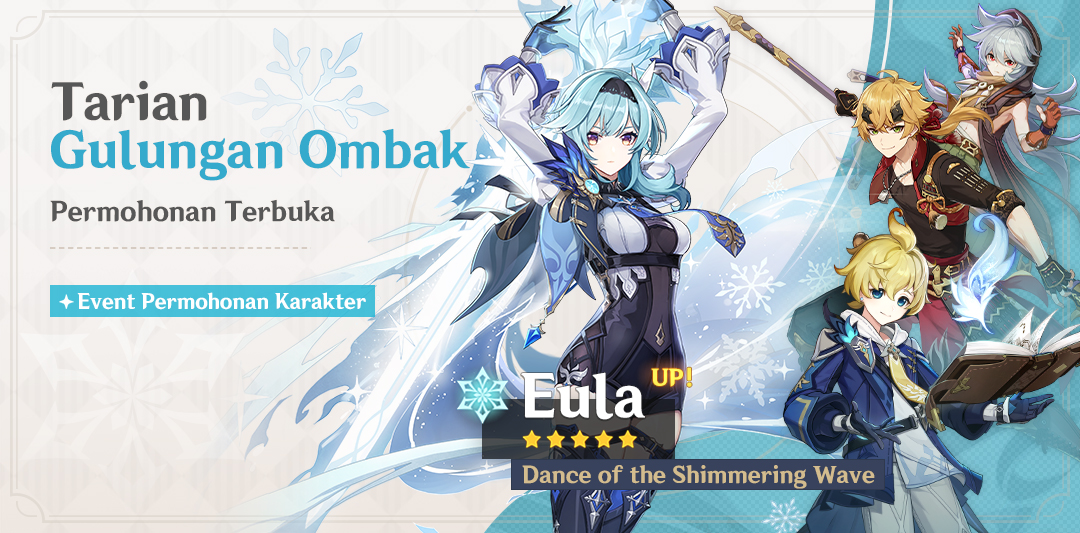 Tarian
Gulungan Ombak
Permohonan Terbuka
Event Permohonan Karakter
UP!
Eula
Dance of the Shimmering Wave